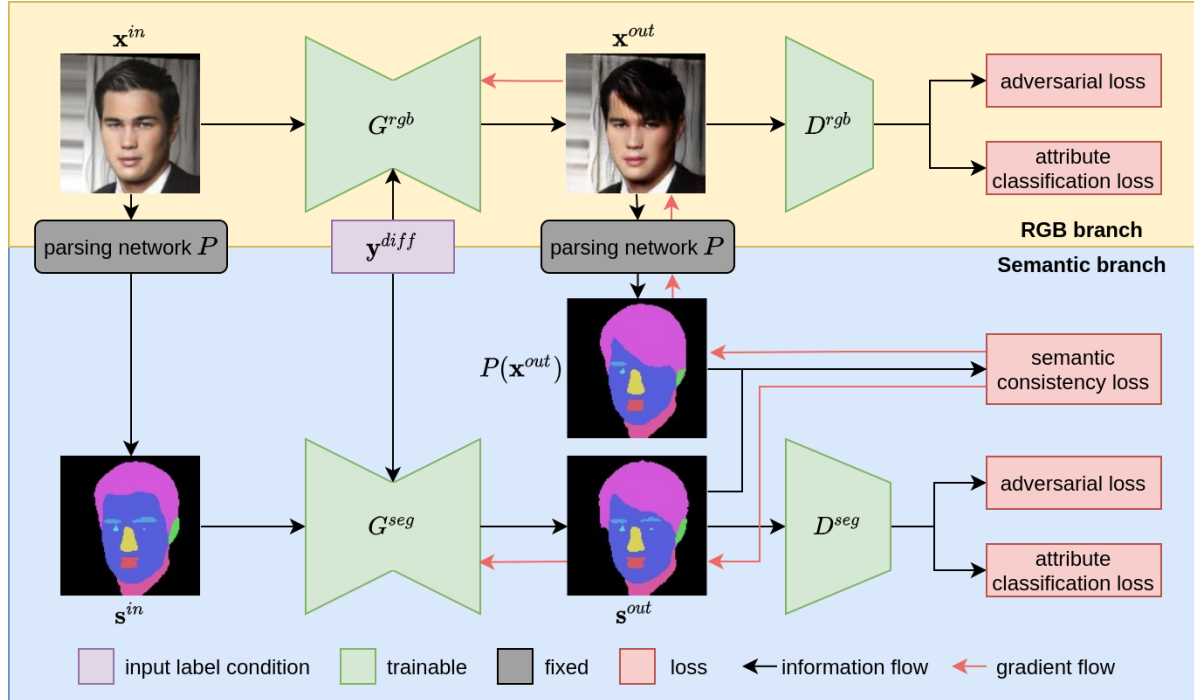 x^{in}
x^{out}
G^{rgb}
D^{rgb}
adversarial loss
attribute
classification loss
parsing network P
y^{diff}
parsing network P
RGB branch
Semantic branch
P(x^{out})
semantic
consistency loss
G^{seg}
D^{seg}
adversarial loss
attribute
classification loss
s^{in}
s^{out}
input label condition
trainable
fixed
loss
information flow
gradient flow